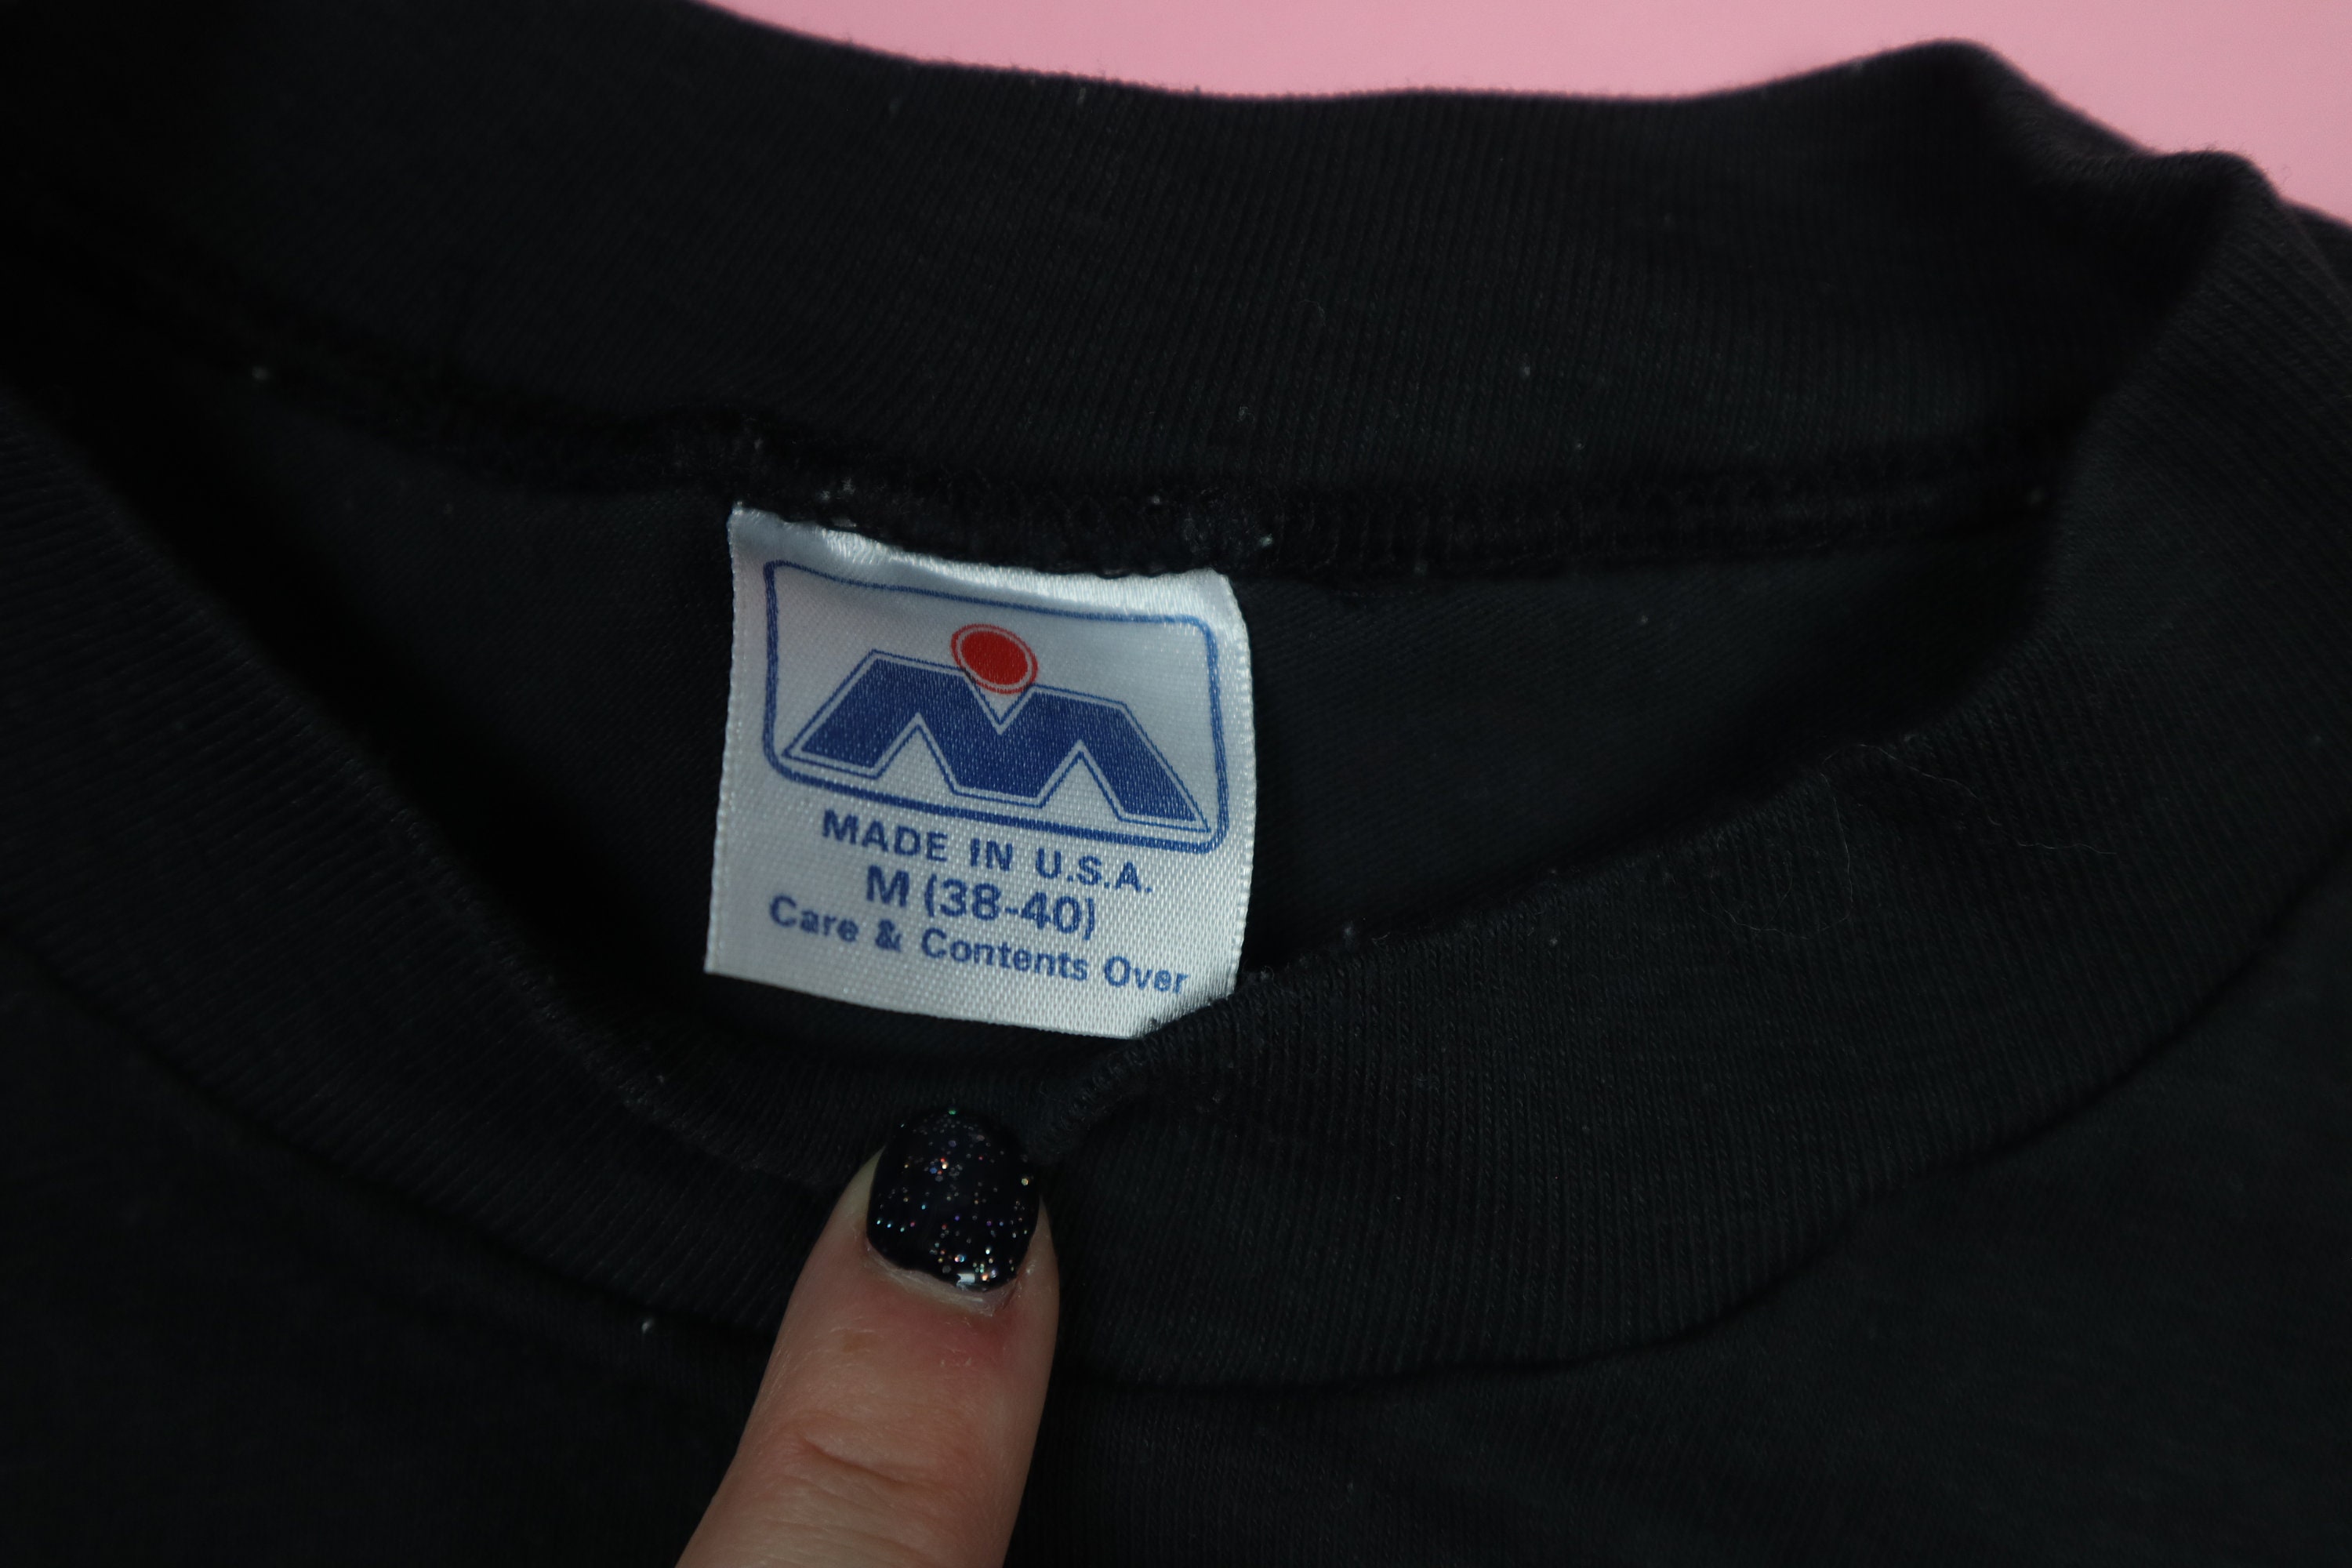 MADE IN U.S.A.
M (38-40)
Care & Contents Over